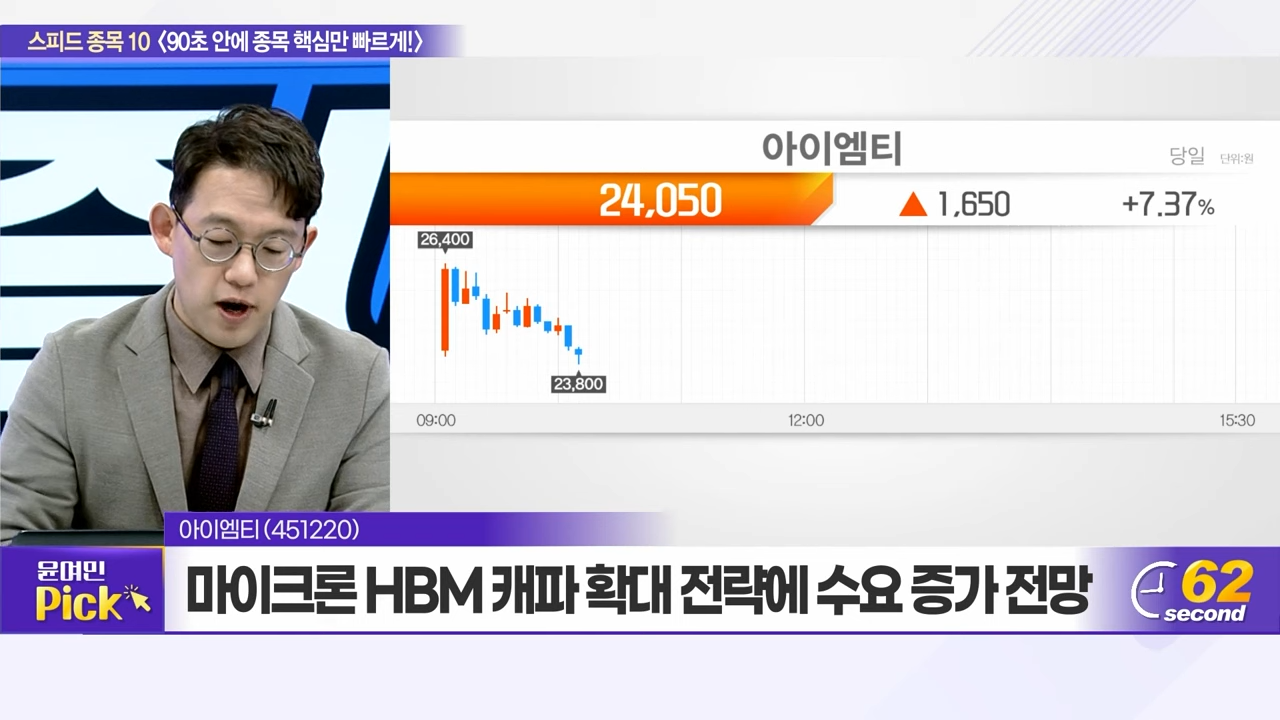 스피드 종목 10 〈90초 안에 종목 핵심만 빠르게!〉
아이엠티
당일 단위:원
24,050 ▲ 1,650 +7.37%
26,400
23,800
09:00 12:00 15:30
아이엠티(451220)
윤여민
Pick
마이크론 HBM 캐파 확대 전략에 수요 증가 전망
62
second